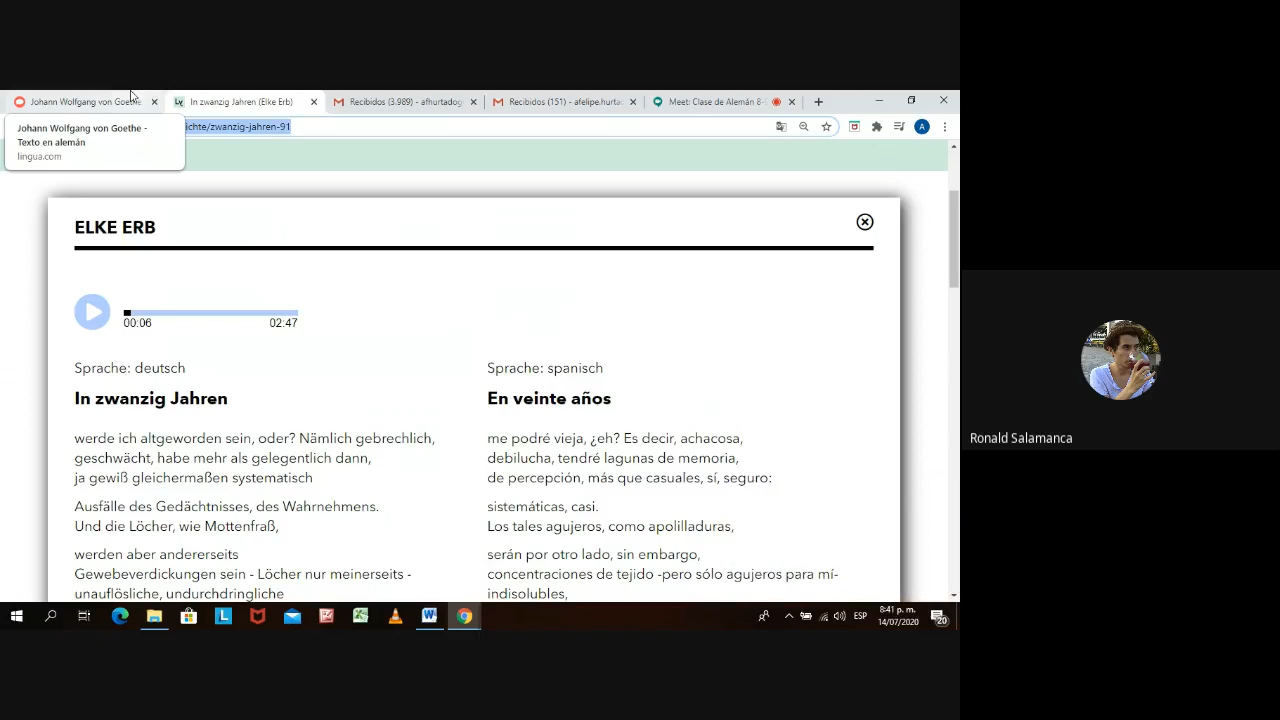 Johann Wolfgang von Goethe
In zwanzig Jahren (Elke Erb)
Recibidos (3.989) - afhurtadog
Recibidos (151) - afelipe.hurta
Meet: Clase de Alemán 8-
Johann Wolfgang von Goethe -
Texto en alemán
lingua.com
ichte/zwanzig-jahren-91
A
ELKE ERB
00:06
02:47
Sprache: deutsch
In zwanzig Jahren
werde ich altgeworden sein, oder? Nämlich gebrechlich,
geschwächt, habe mehr als gelegentlich dann,
ja gewiß gleichermaßen systematisch
Ausfälle des Gedächtnisses, des Wahrnehmens.
Und die Löcher, wie Mottenfraß,
werden aber andererseits
Gewebeverdickungen sein - Löcher nur meinerseits -
unauflösliche, undurchdringliche
Sprache: spanisch
En veinte años
me podré vieja, ¿eh? Es decir, achacosa,
debilucha, tendré lagunas de memoria,
de percepción, más que casuales, sí, seguro:
sistemáticas, casi.
Los tales agujeros, como apolilladuras,
serán por otro lado, sin embargo,
concentraciones de tejido -pero sólo agujeros para mí-
indisolubles,
ESP
8:41 p. m.
14/07/2020
20
Ronald Salamanca